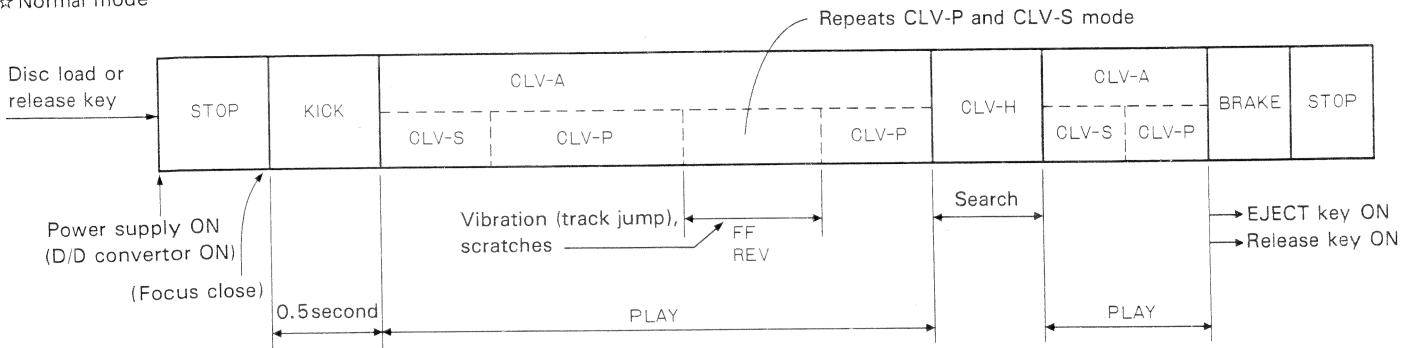 ☆ Normal mode
Repeats CLV-P and CLV-S mode
Disc load or
release key
STOP
KICK
CLV-A
CLV-S
CLV-P
CLV-P
CLV-H
CLV-A
CLV-S
CLV-P
BRAKE
STOP
Power supply ON
(D/D convertor ON)
(Focus close)
Vibration (track jump),
scratches
FF
REV
Search
EJECT key ON
Release key ON
0.5second
PLAY
PLAY